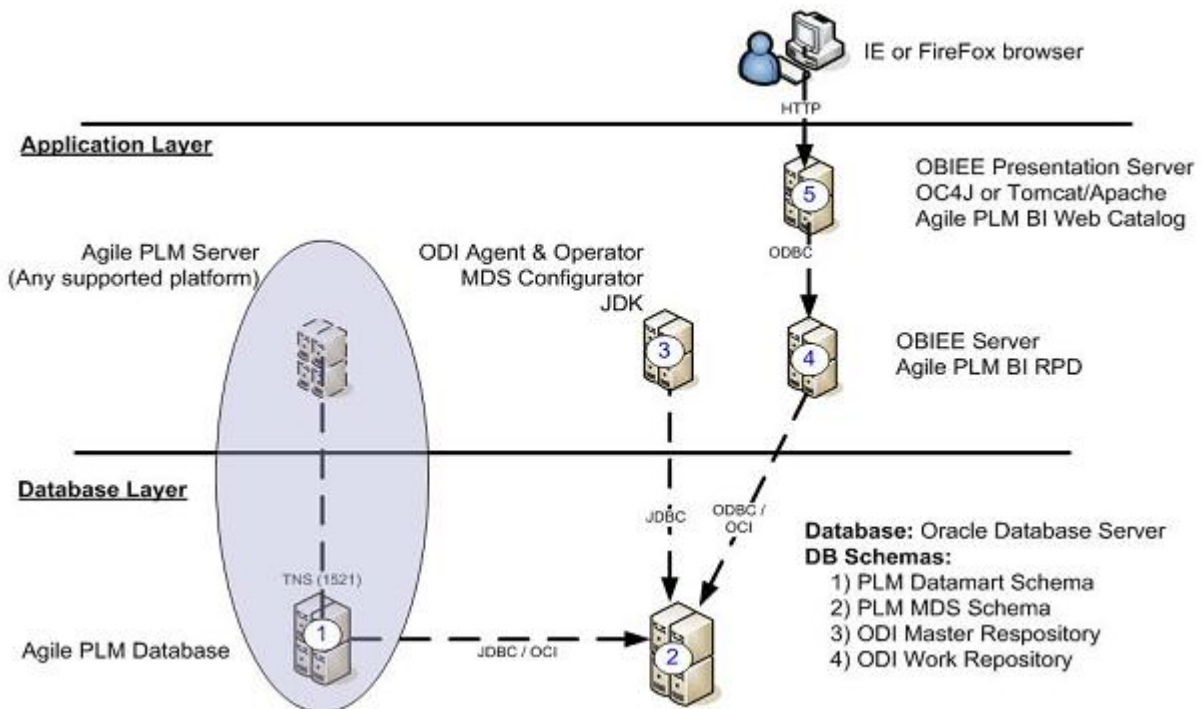 IE or FireFox browser
HTTP
Application Layer
OBIEE Presentation Server
OC4J or Tomcat/Apache
Agile PLM BI Web Catalog
5
ODBC
Agile PLM Server
(Any supported platform)
ODI Agent & Operator
MDS Configurator
JDK
3
4
OBIEE Server
Agile PLM BI RPD
Database Layer
JDBC
ODBC /
OCI
Database: Oracle Database Server
DB Schemas:
1) PLM Datamart Schema
2) PLM MDS Schema
3) ODI Master Respository
4) ODI Work Repository
TNS (1521)
1
Agile PLM Database
JDBC / OCI
2